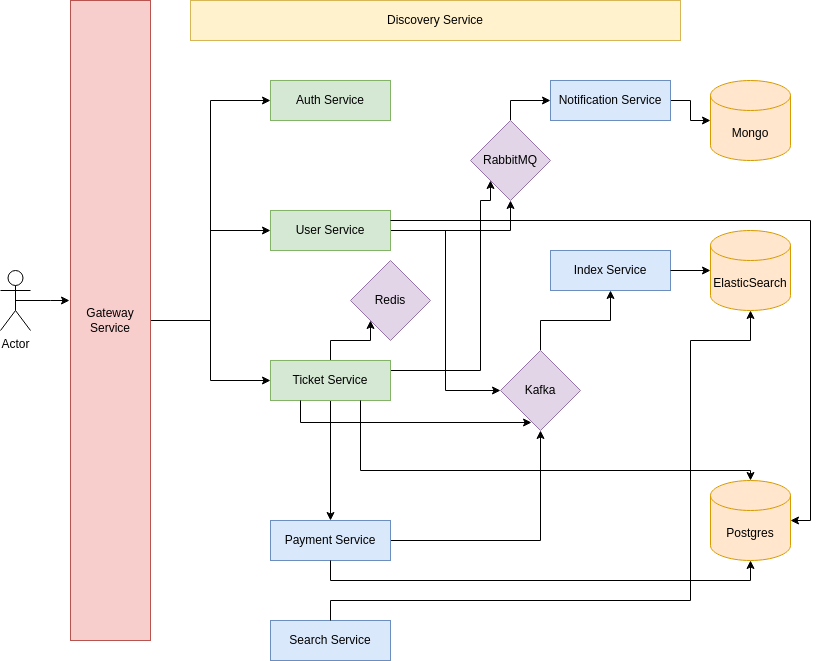 Discovery Service
Auth Service
Notification Service
Mongo
RabbitMQ
User Service
Index Service
ElasticSearch
Redis
Gateway
Service
Actor
Ticket Service
Kafka
Payment Service
Postgres
Search Service